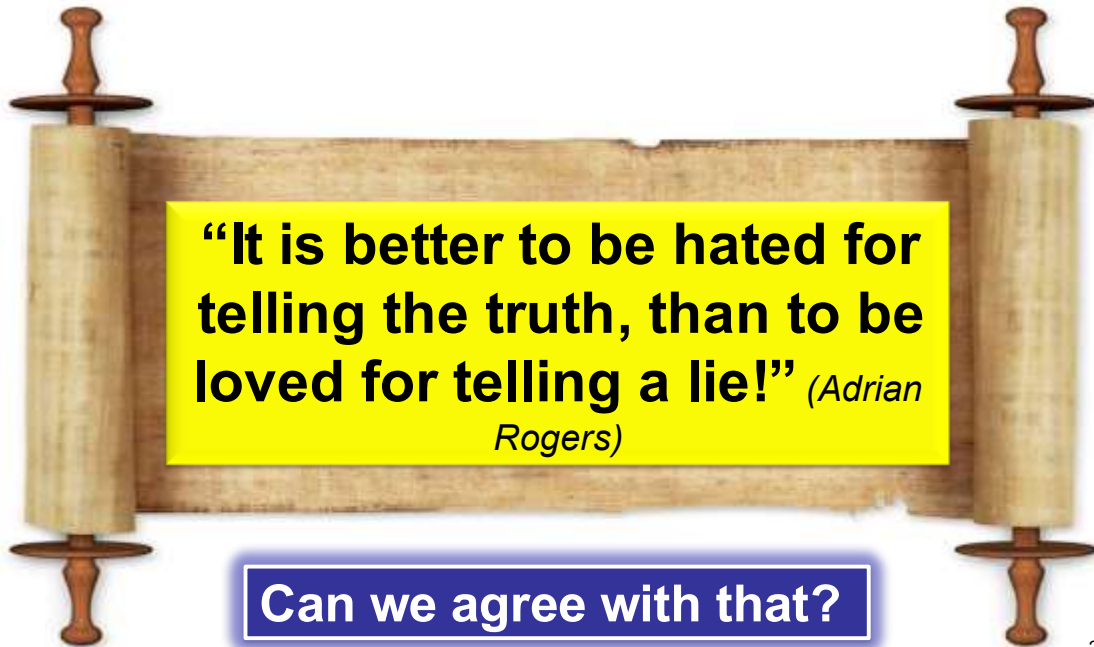 “It is better to be hated for
telling the truth, than to be
loved for telling a lie!” (Adrian
Rogers)
Can we agree with that?